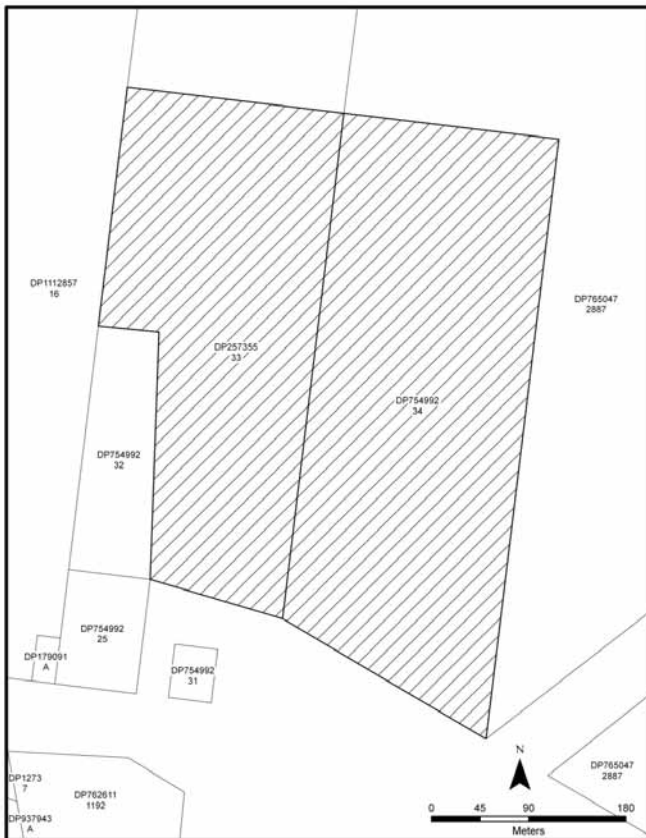 DP1112857
16
DP765047
2887
DP257355
33
DP754992
34
DP754992
32
DP754992
25
DP179091
A
DP754992
31
N
DP765047
2887
DP1273
7
DP762611
1192
DP937943
A
0 45 90 180
Meters